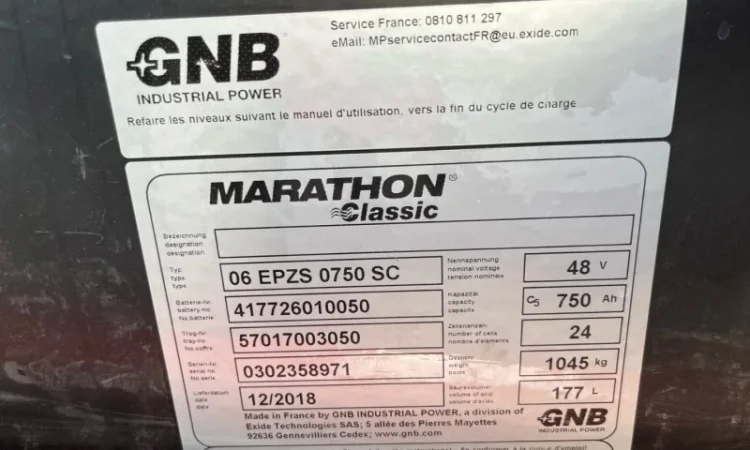 GNB
INDUSTRIAL POWER
Service France: 0810 811 297
eMail: MPservicecontactFR@eu.exide.com
Refaire les niveaux suivant le manuel d'utilisation, vers la fin du cycle de charge
MARATHON®
Classic
Bezeichnung
designation
designation
Typ
type
type
06 EPZS 0750 SC
Nennspannung
nominal voltage
tension nominale
48 V
Batterie-Nr.
battery-no
No batterie
417726010050
Kapazität
capacity
capacité
C5 750 Ah
Trog-Nr.
tray-no
No. coffre
57017003050
Zellenanzahl
number of cells
nombre d'elements
24
Serien-Nr.
serial no
No. serie
0302358971
Gewicht
weight
poids
1045 kg
Lieferdatum
date
date
12/2018
Säurevolumen
volume of acid
volume d'acide
177 L
Made in France by GNB INDUSTRIAL POWER, a division of
Exide Technologies SAS; 5 allée des Pierres Mayettes
92636 Gennevilliers Cedex; www.gnb.com
GNB
INDUSTRIAL POWER